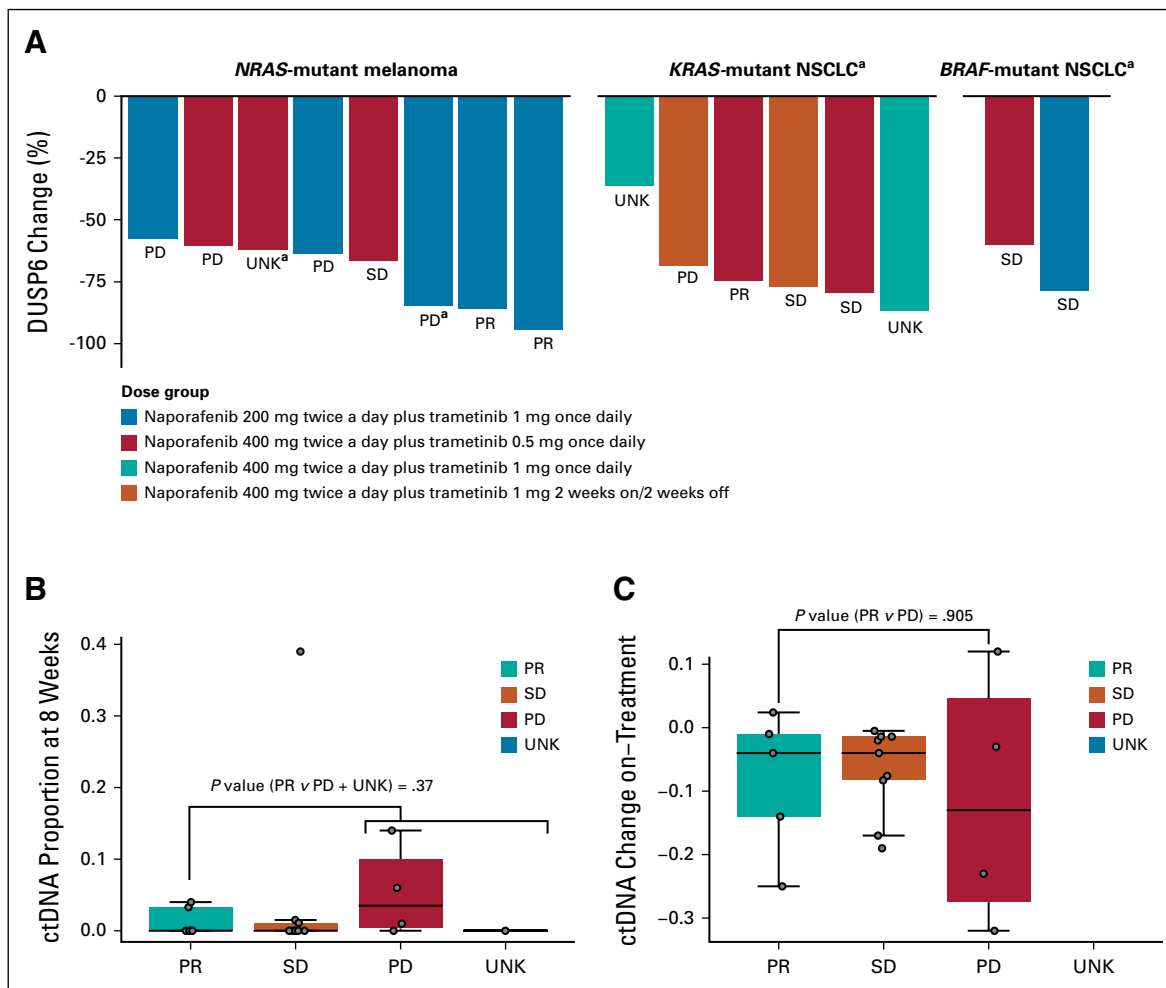 A
NRAS-mutant melanoma
KRAS-mutant NSCLCa
BRAF-mutant NSCLCa
DUSP6 Change (%)
0
-25
-50
-75
-100
PD
PD
UNKa
PD
SD
PDa
PR
PR
UNK
PD
PR
SD
SD
UNK
SD
SD
Dose group
Naporafenib 200 mg twice a day plus trametinib 1 mg once daily
Naporafenib 400 mg twice a day plus trametinib 0.5 mg once daily
Naporafenib 400 mg twice a day plus trametinib 1 mg once daily
Naporafenib 400 mg twice a day plus trametinib 1 mg 2 weeks on/2 weeks off
B
ctDNA Proportion at 8 Weeks
0.4
0.3
0.2
0.1
0.0
P value (PR v PD + UNK) = .37
PR
SD
PD
UNK
PR
SD
PD
UNK
C
ctDNA Change on–Treatment
0.1
0.0
−0.1
−0.2
−0.3
P value (PR v PD) = .905
PR
SD
PD
UNK
PR
SD
PD
UNK